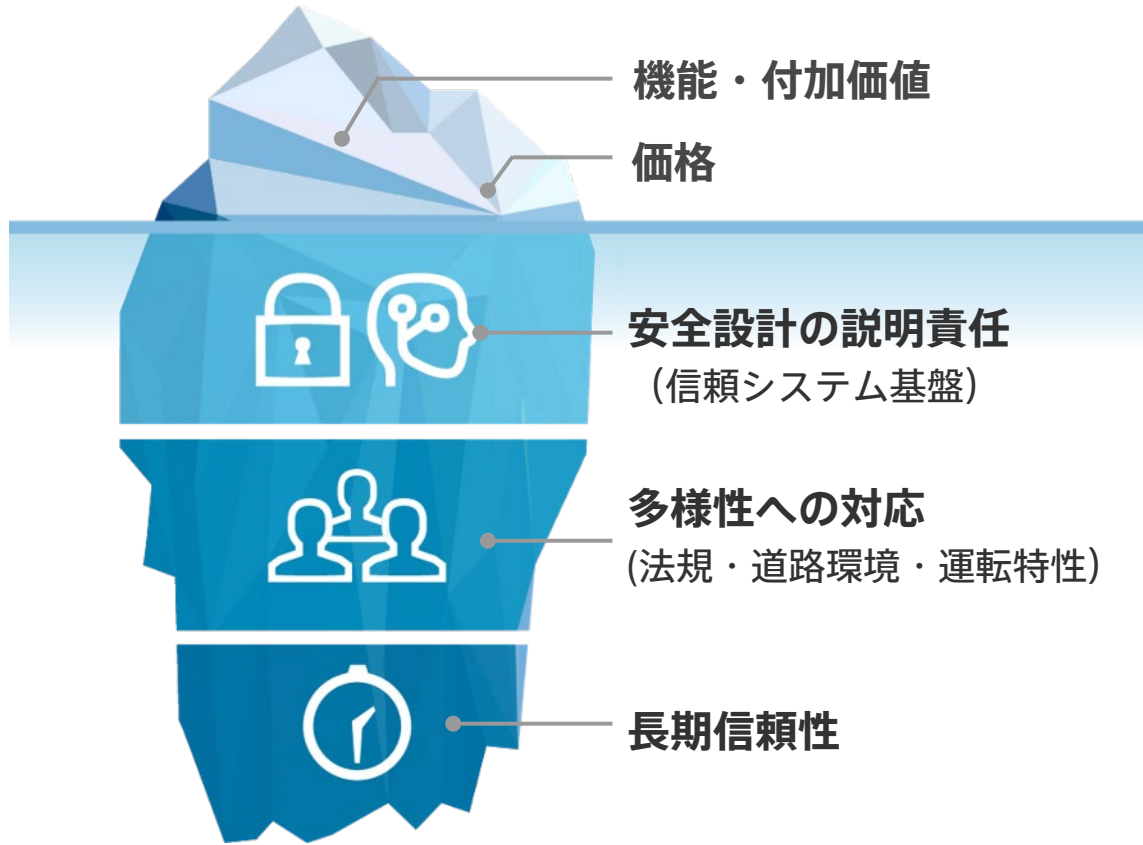 機能・付加価値
価格
安全設計の説明責任
（信頼システム基盤）
多様性への対応
(法規・道路環境・運転特性)
長期信頼性